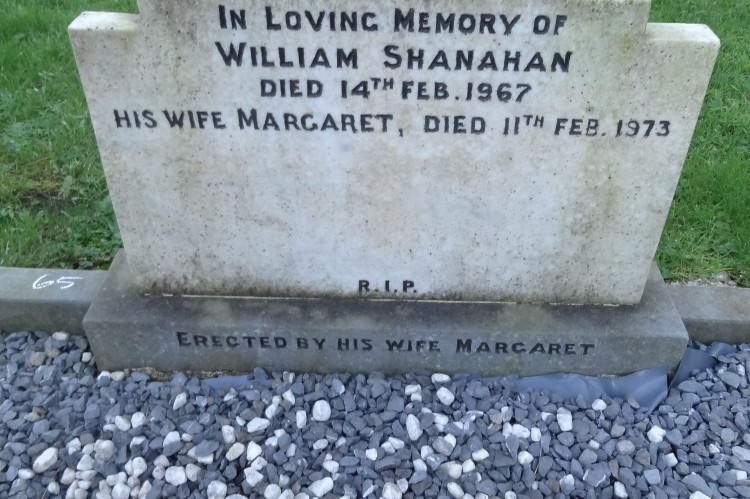 In Loving Memory of
William Shanahan
died 14th Feb. 1967
his wife Margaret, died 11th Feb. 1973
R.I.P.
65
Erected by his wife Margaret